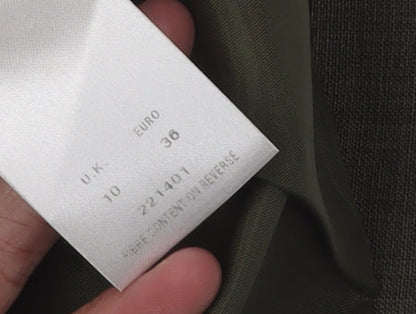 U.K. EURO
10 36
221401
FIBRE CONTENT ON REVERSE